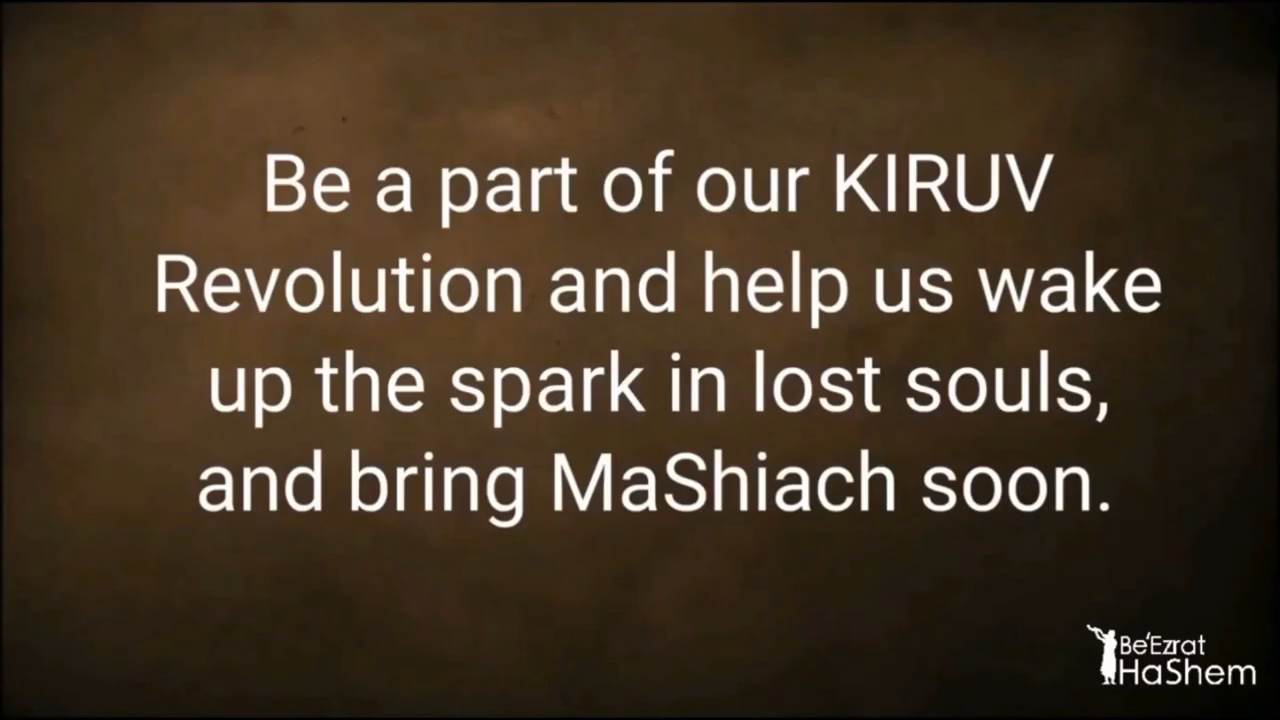 Be a part of our KIRUV
Revolution and help us wake
up the spark in lost souls,
and bring MaShiach soon.
Be'Ezrat
HaShem